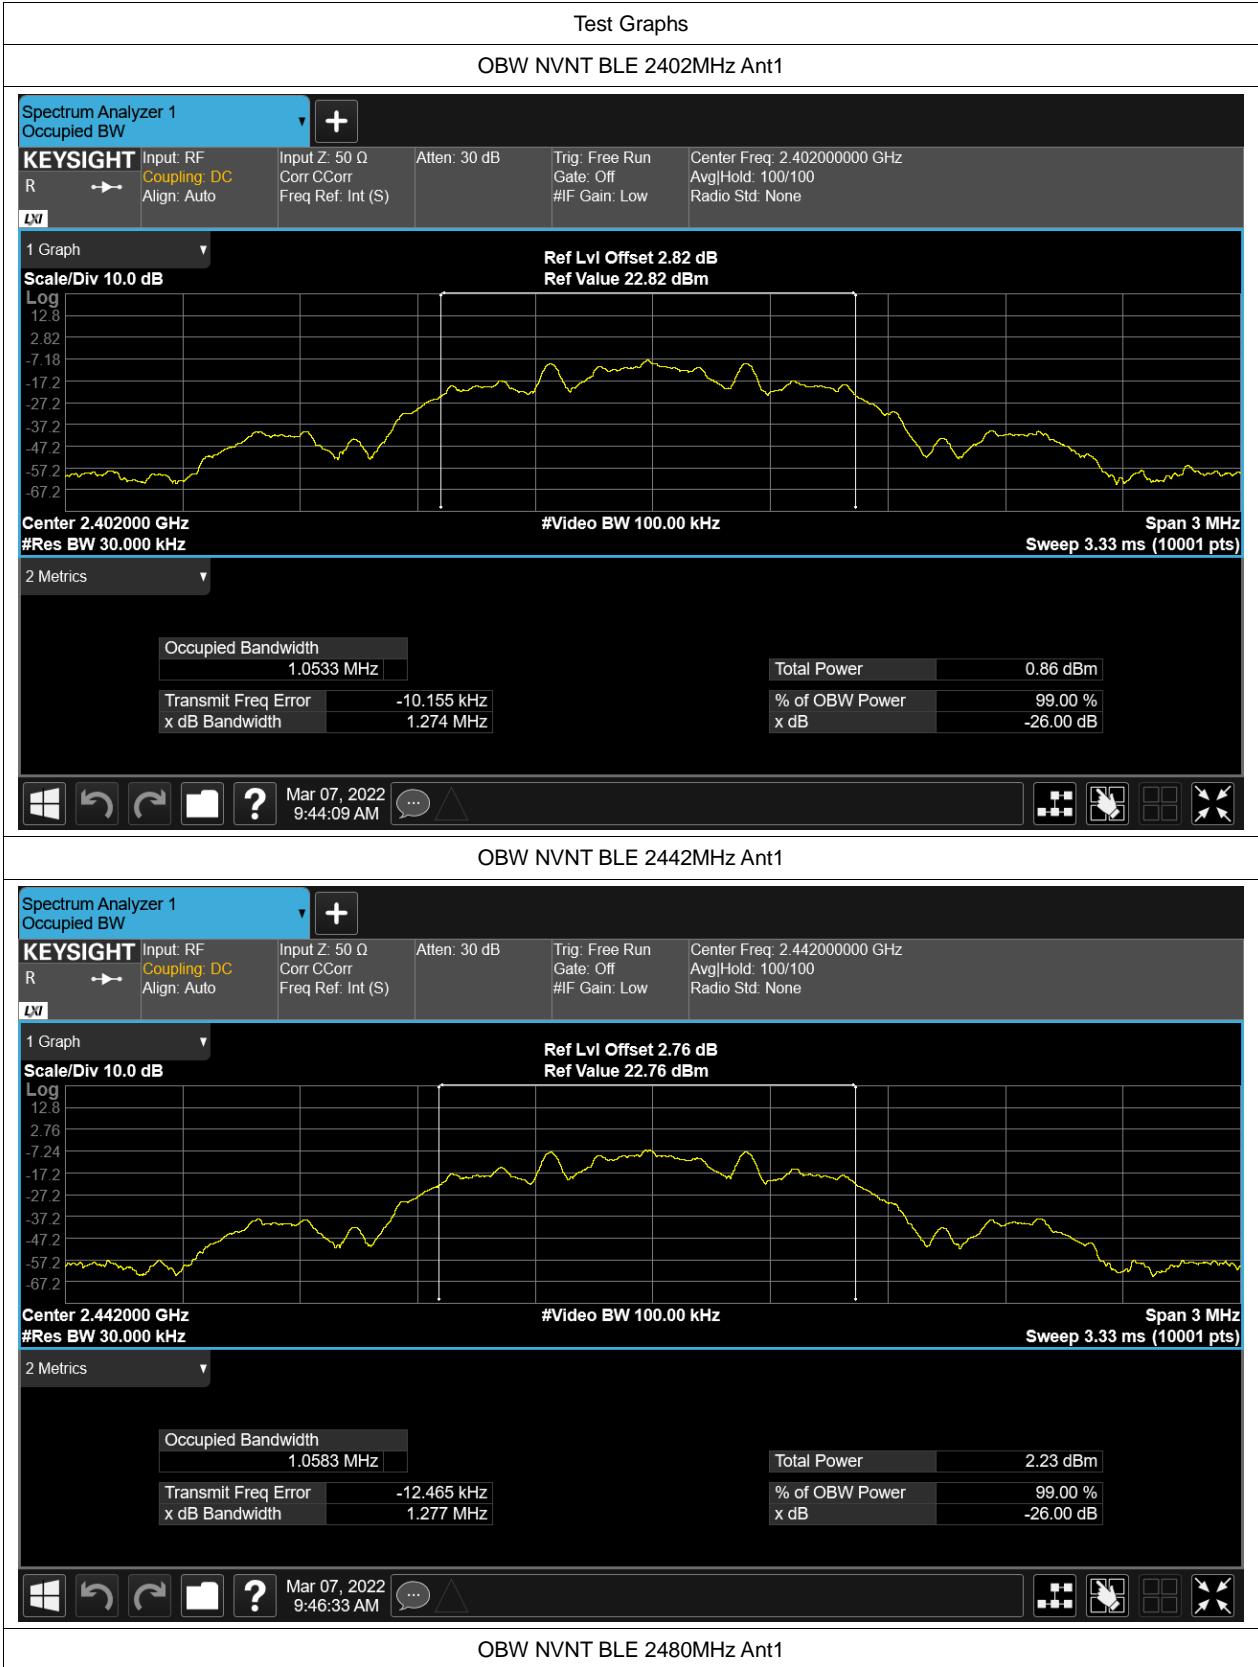 Test Graphs
OBW NVNT BLE 2402MHz Ant1
Spectrum Analyzer 1
Occupied BW
KEYSIGHT Input: RF Input Z: 50 Ω Atten: 30 dB Trig: Free Run Center Freq: 2.402000000 GHz
R Coupling: DC Corr CCorr Gate: Off Avg|Hold: 100/100
Align: Auto Freq Ref: Int (S) #IF Gain: Low Radio Std: None
LXI
1 Graph
Ref Lvl Offset 2.82 dB
Scale/Div 10.0 dB Ref Value 22.82 dBm
Log
12.8
2.82
-7.18
-17.2
-27.2
-37.2
-47.2
-57.2
-67.2
Center 2.402000 GHz #Video BW 100.00 kHz Span 3 MHz
#Res BW 30.000 kHz Sweep 3.33 ms (10001 pts)
2 Metrics
Occupied Bandwidth
1.0533 MHz Total Power 0.86 dBm
Transmit Freq Error -10.155 kHz % of OBW Power 99.00 %
x dB Bandwidth 1.274 MHz x dB -26.00 dB
Mar 07, 2022
9:44:09 AM
OBW NVNT BLE 2442MHz Ant1
Spectrum Analyzer 1
Occupied BW
KEYSIGHT Input: RF Input Z: 50 Ω Atten: 30 dB Trig: Free Run Center Freq: 2.442000000 GHz
R Coupling: DC Corr CCorr Gate: Off Avg|Hold: 100/100
Align: Auto Freq Ref: Int (S) #IF Gain: Low Radio Std: None
LXI
1 Graph
Ref Lvl Offset 2.76 dB
Scale/Div 10.0 dB Ref Value 22.76 dBm
Log
12.8
2.76
-7.24
-17.2
-27.2
-37.2
-47.2
-57.2
-67.2
Center 2.442000 GHz #Video BW 100.00 kHz Span 3 MHz
#Res BW 30.000 kHz Sweep 3.33 ms (10001 pts)
2 Metrics
Occupied Bandwidth
1.0583 MHz Total Power 2.23 dBm
Transmit Freq Error -12.465 kHz % of OBW Power 99.00 %
x dB Bandwidth 1.277 MHz x dB -26.00 dB
Mar 07, 2022
9:46:33 AM
OBW NVNT BLE 2480MHz Ant1